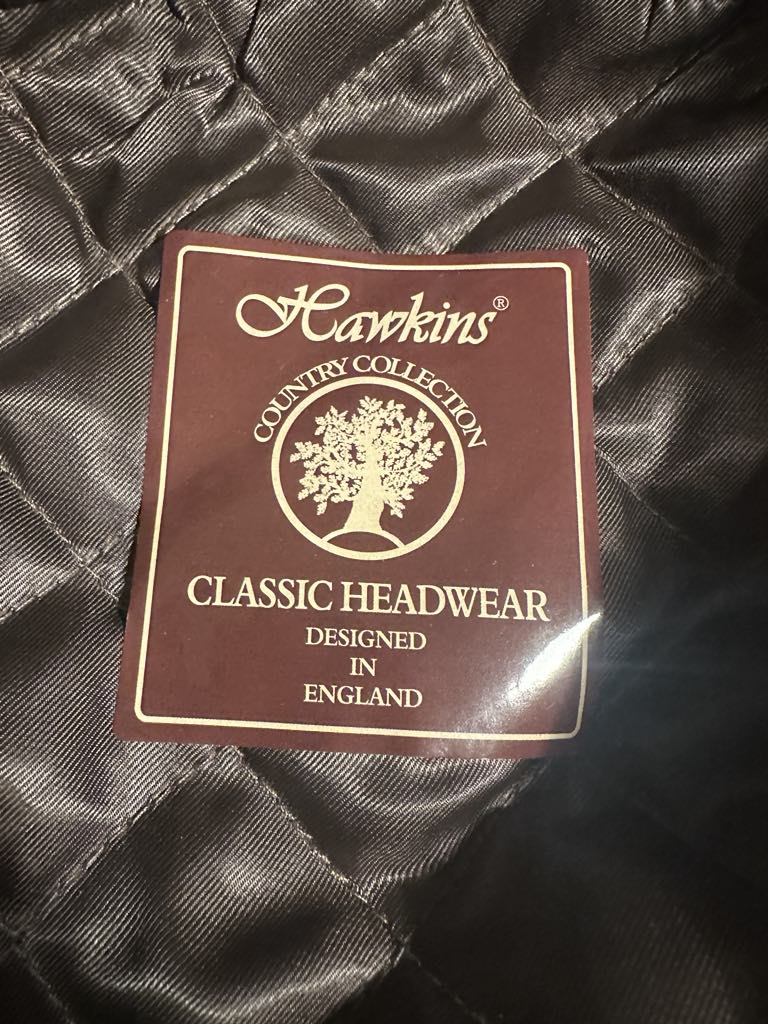 Hawkins®
COUNTRY COLLECTION
CLASSIC HEADWEAR
DESIGNED
IN
ENGLAND